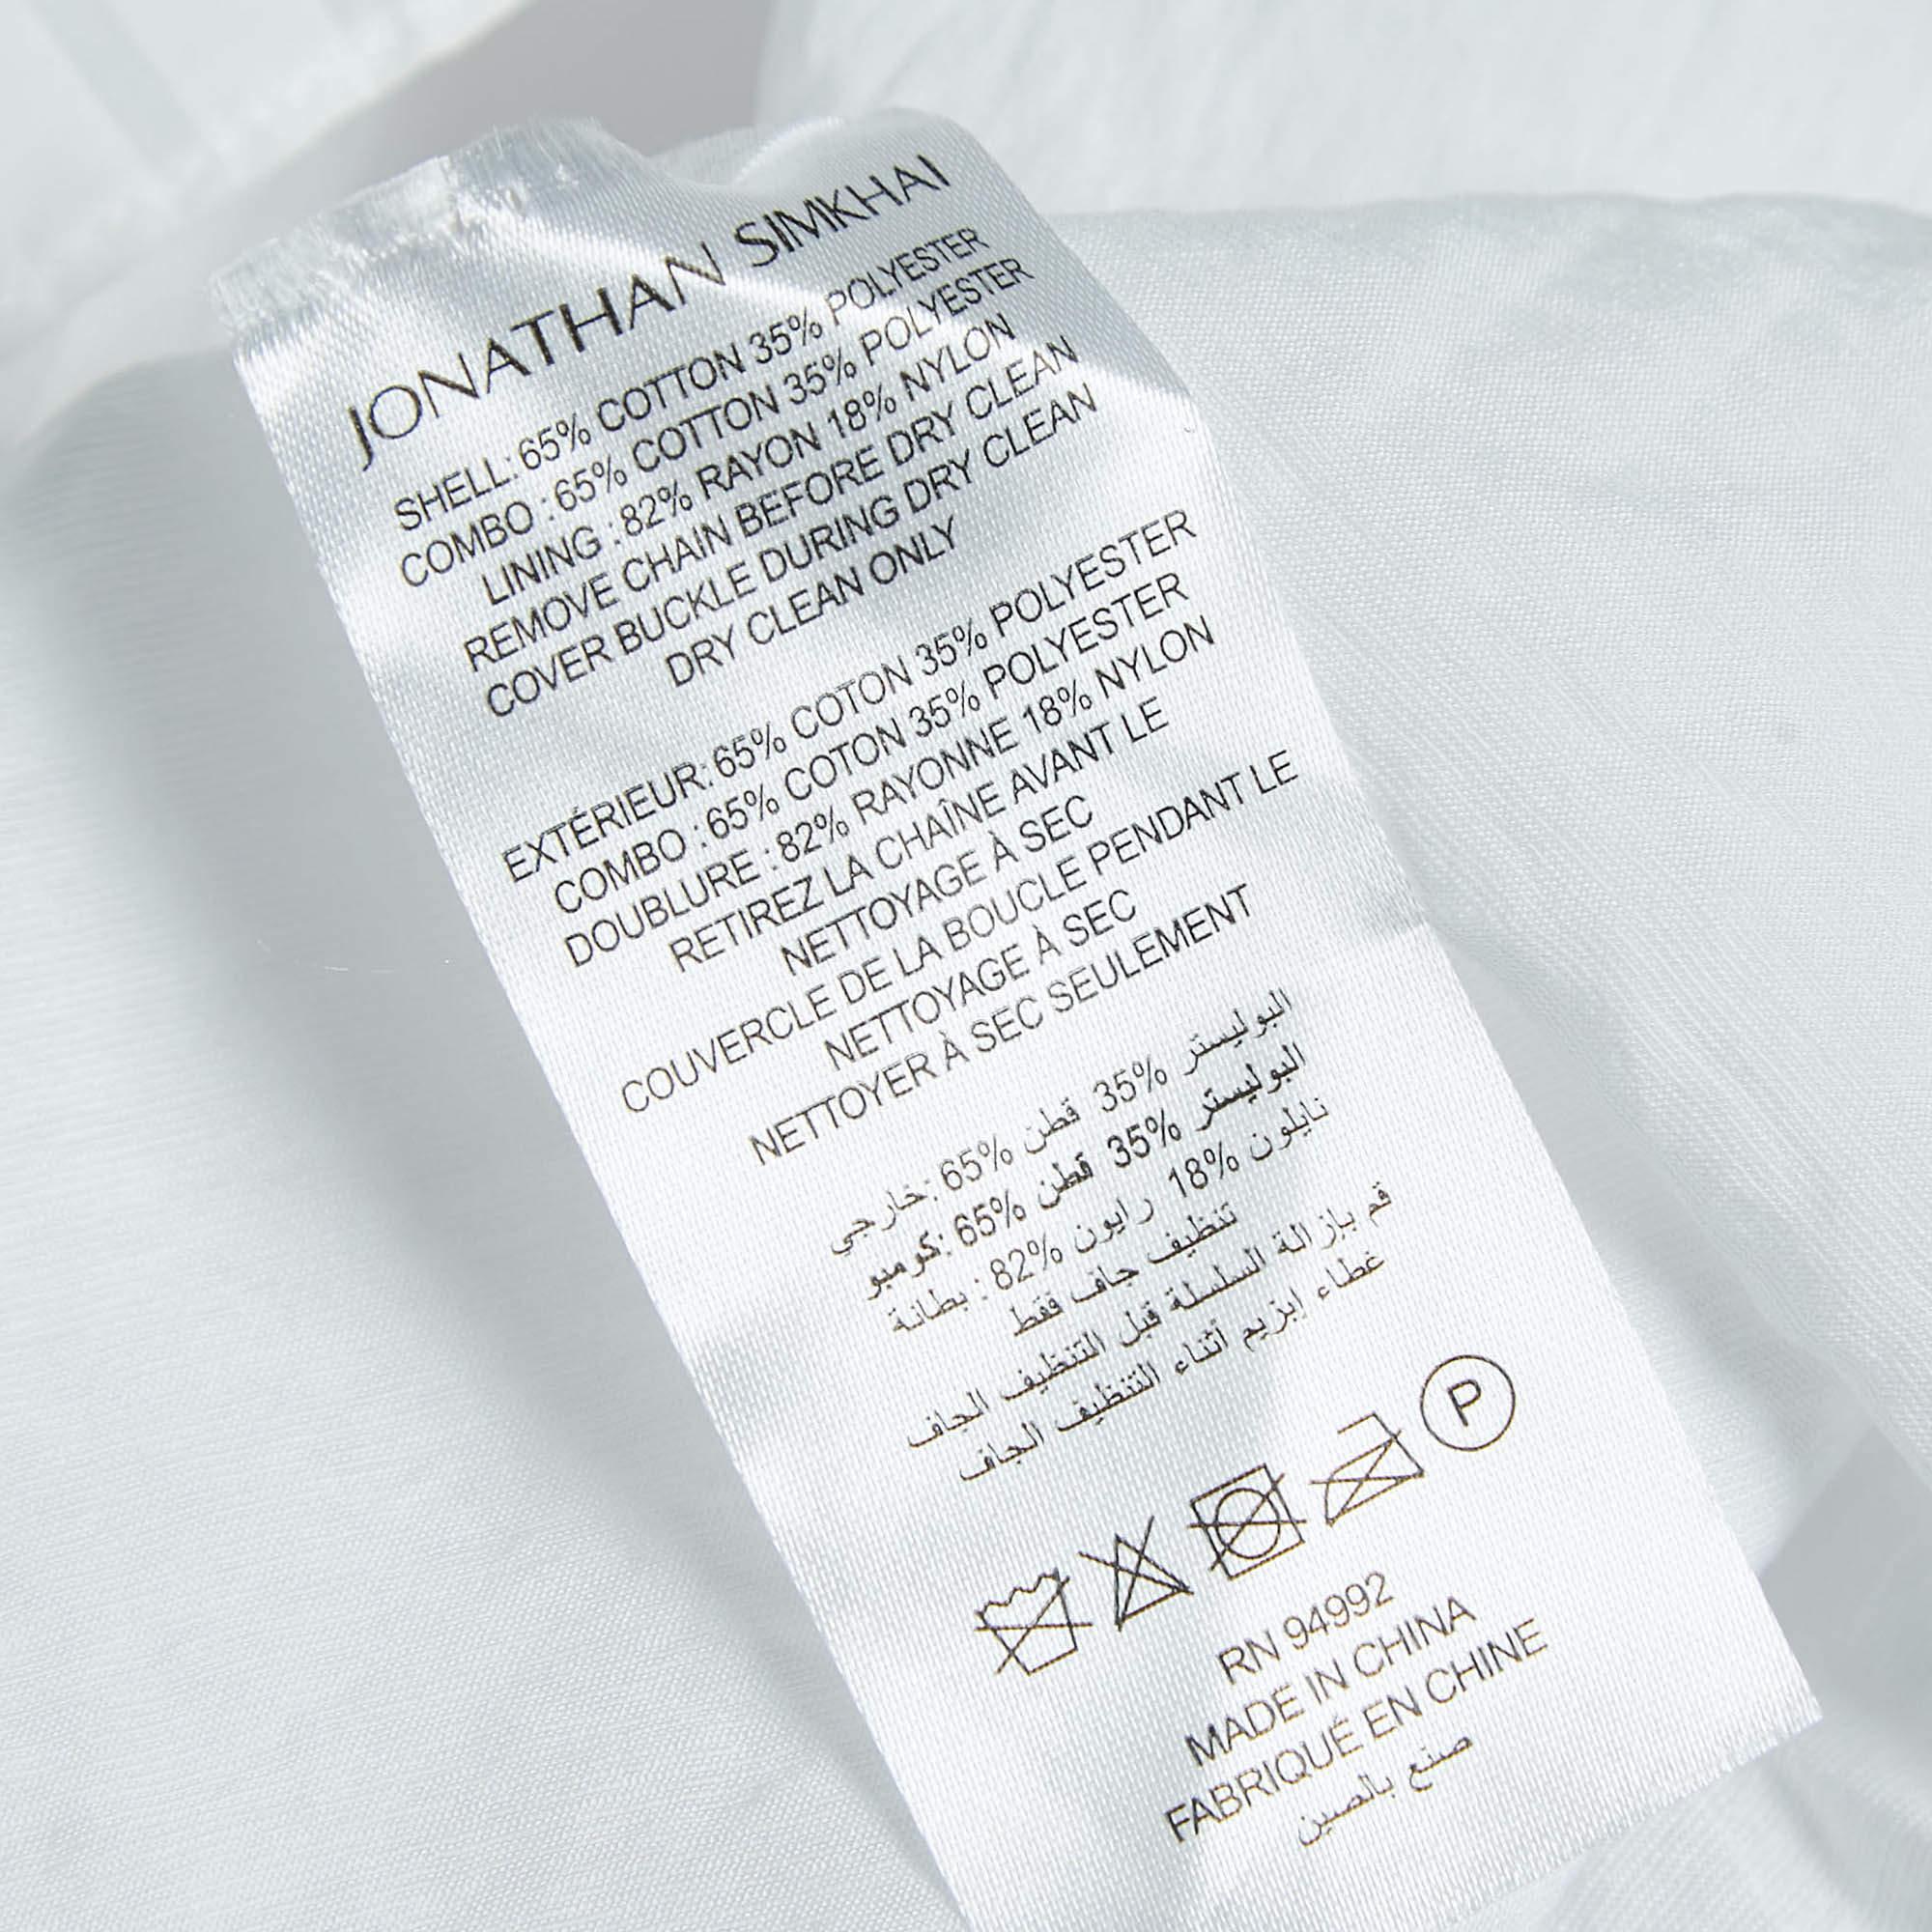 JONATHAN SIMKHAI
SHELL: 65% COTTON 35% POLYESTER
COMBO : 65% COTTON 35% POLYESTER
LINING : 82% RAYON 18% NYLON
REMOVE CHAIN BEFORE DRY CLEAN
COVER BUCKLE DURING DRY CLEAN
DRY CLEAN ONLY
EXTÉRIEUR: 65% COTON 35% POLYESTER
COMBO : 65% COTON 35% POLYESTER
DOUBLURE : 82% RAYONNE 18% NYLON
RETIREZ LA CHAÎNE AVANT LE
NETTOYAGE À SEC
COUVERCLE DE LA BOUCLE PENDANT LE
NETTOYAGE À SEC
NETTOYER À SEC SEULEMENT
خارجي: 65% قطن 35% البوليستر
كومبو: 65% قطن 35% البوليستر
بطانة : 82% رايون 18% نايلون
تنظيف جاف فقط
قم بازالة السلسلة قبل التنظيف الجاف
غطاء إبزيم أثناء التنظيف الجاف
P
RN 94992
MADE IN CHINA
FABRIQUÉ EN CHINE
صنع بالصين